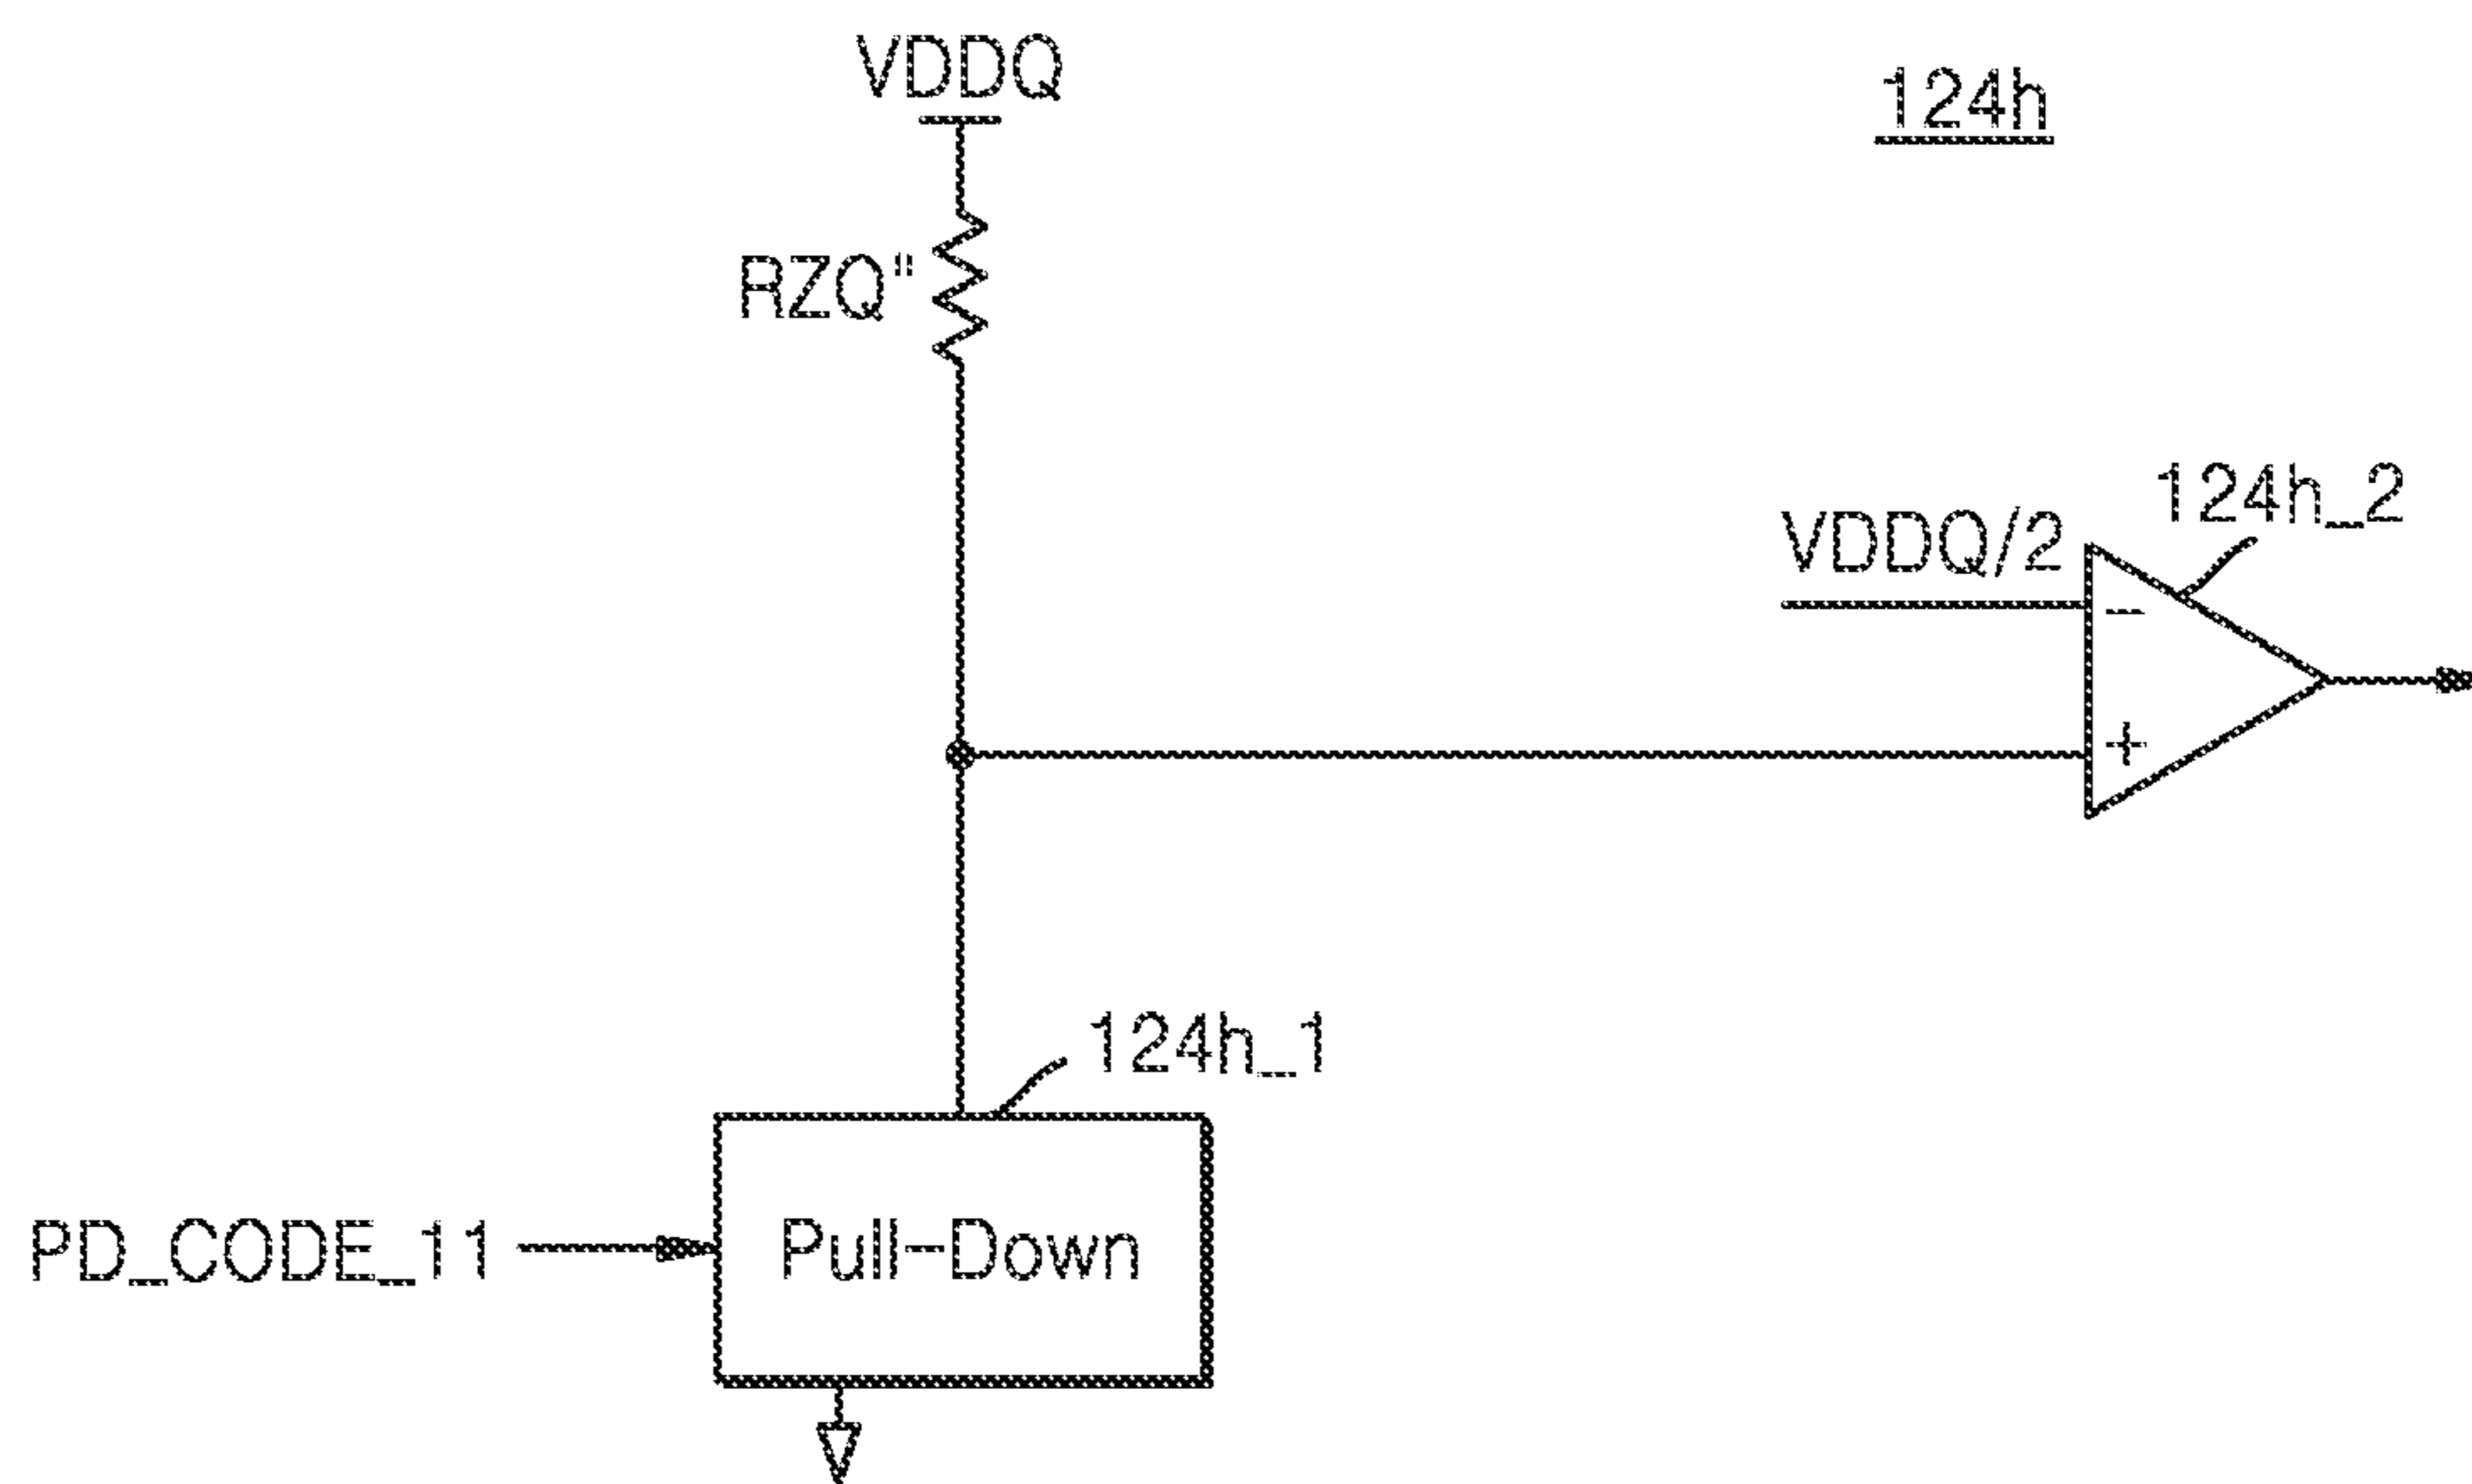 VDDQ
124h
RZQ"
VDDQ/2
124h_2
-
+
124h_1
PD_CODE_11
Pull-Down